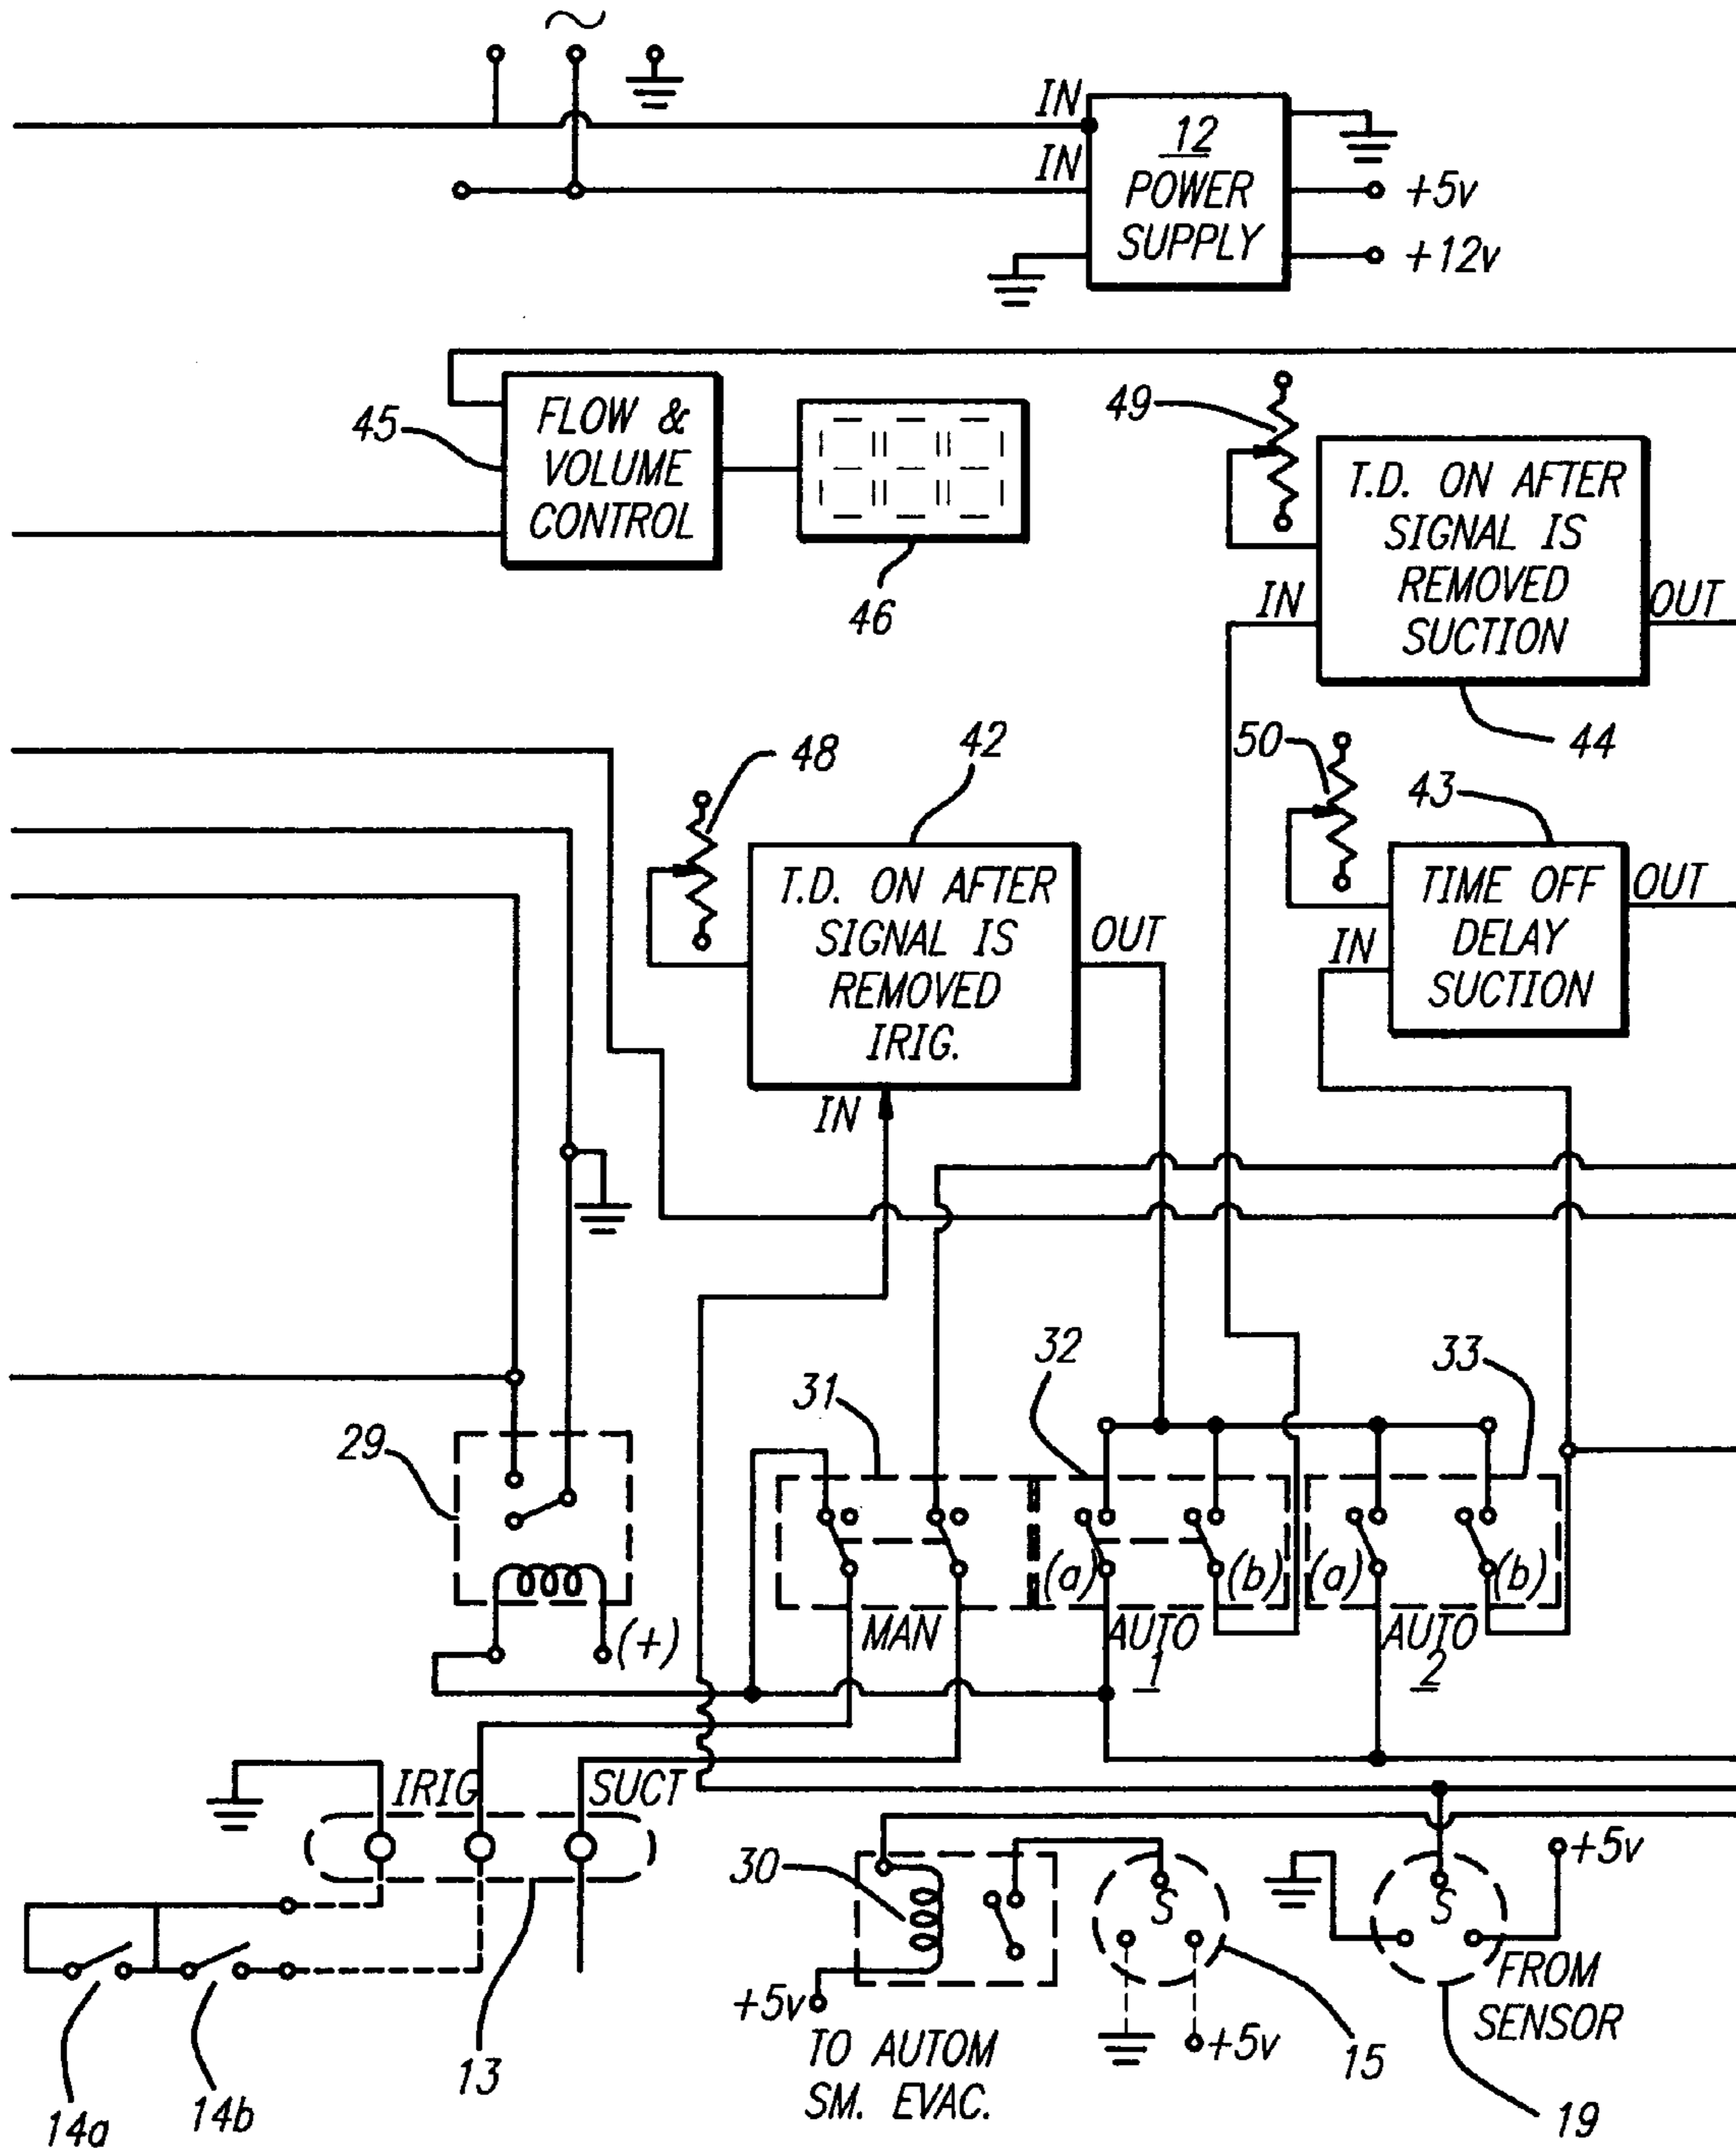 ~
IN
12
IN
POWER
SUPPLY
+5v
+12v
45
FLOW &
VOLUME
CONTROL
46
49
T.D. ON AFTER
SIGNAL IS
REMOVED
SUCTION
IN
OUT
44
48
42
T.D. ON AFTER
SIGNAL IS
REMOVED
IRIG.
OUT
IN
50
43
TIME OFF
DELAY
SUCTION
OUT
IN
29
(+)
31
MAN
32
(a)
(b)
AUTO
1
33
(a)
(b)
AUTO
2
IRIG
SUCT
13
14a
14b
30
+5v
TO AUTOM
SM. EVAC.
S
+5v
15
S
+5v
FROM
SENSOR
19